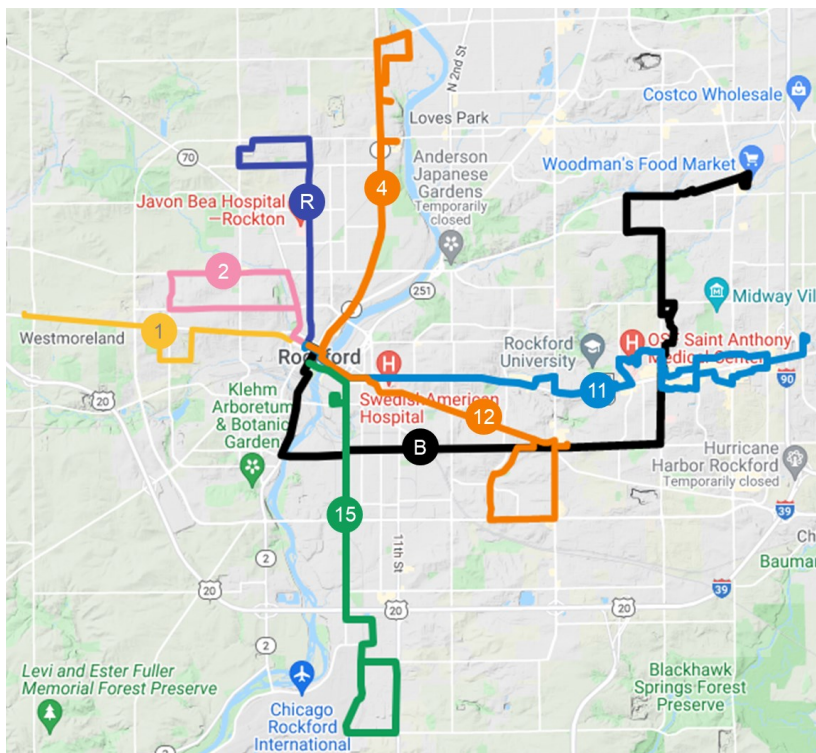 Costco Wholesale
N 2nd St
Loves Park
70
Woodman's Food Market
Anderson
Japanese
Gardens
Temporarily
closed
4
R
Javon Bea Hospital
—Rockton
2
251
Midway Vil
1
Westmoreland
Rockford
Rockford
University
H
OSF Saint Anthony
Medical Center
H
Swedish American
Hospital
11
90
20
Klehm
Arboretum
& Botanic
Garden
12
B
Hurricane
Harbor Rockford
Temporarily closed
15
39
11th St
Ch
2
Bauma
20
39
20
20
2
Levi and Ester Fuller
Memorial Forest Preserve
Chicago
Rockford
International
Blackhawk
Springs Forest
Preserve